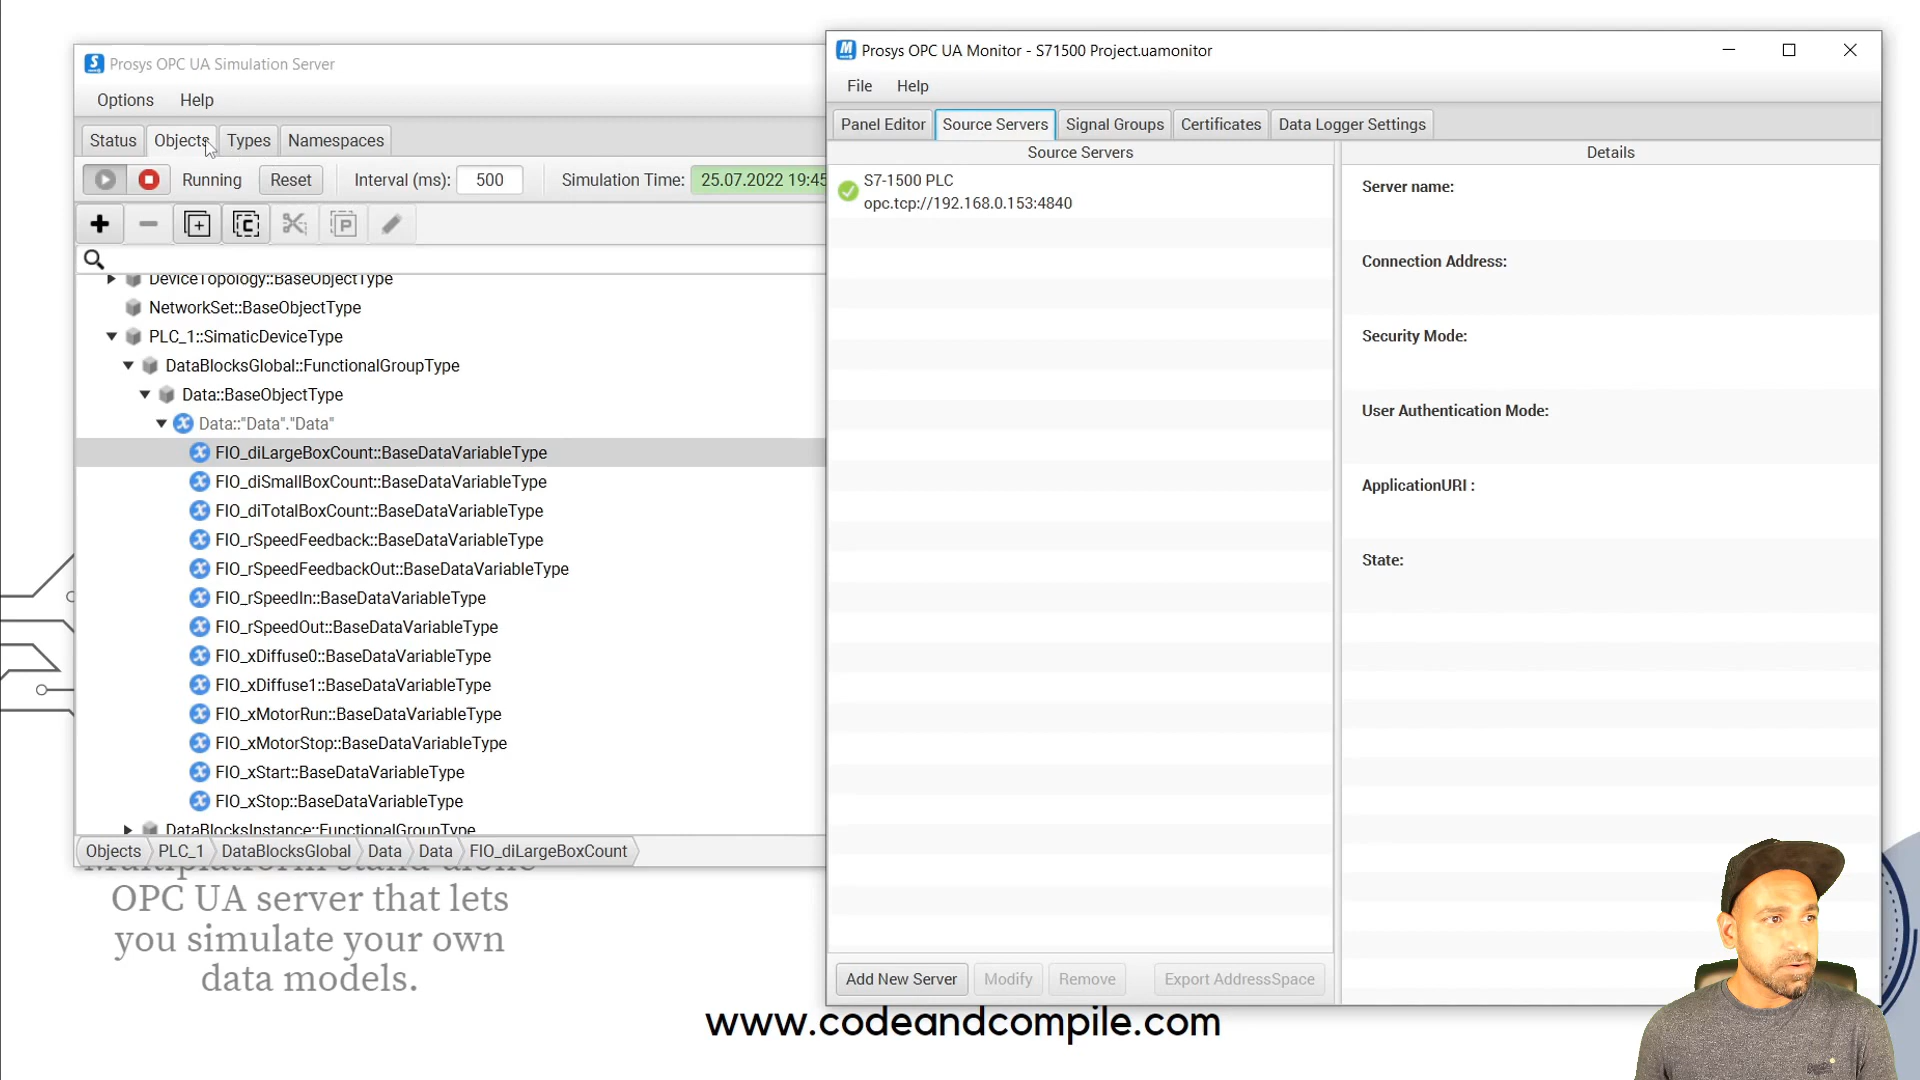 Prosys OPC UA Simulation Server
Options Help
Status Objects Types Namespaces
Running Reset Interval (ms): 500 Simulation Time: 25.07.2022 19:45
DeviceTopology::BaseObjectType
NetworkSet::BaseObjectType
PLC_1::SimaticDeviceType
DataBlocksGlobal::FunctionalGroupType
Data::BaseObjectType
Data::"Data"."Data"
FIO_diLargeBoxCount::BaseDataVariableType
FIO_diSmallBoxCount::BaseDataVariableType
FIO_diTotalBoxCount::BaseDataVariableType
FIO_rSpeedFeedback::BaseDataVariableType
FIO_rSpeedFeedbackOut::BaseDataVariableType
FIO_rSpeedIn::BaseDataVariableType
FIO_rSpeedOut::BaseDataVariableType
FIO_xDiffuse0::BaseDataVariableType
FIO_xDiffuse1::BaseDataVariableType
FIO_xMotorRun::BaseDataVariableType
FIO_xMotorStop::BaseDataVariableType
FIO_xStart::BaseDataVariableType
FIO_xStop::BaseDataVariableType
DataBlocksInstance::FunctionalGroupType
Objects PLC_1 DataBlocksGlobal Data Data FIO_diLargeBoxCount
Multiplatform stand-alone
OPC UA server that lets
you simulate your own
data models.
Prosys OPC UA Monitor - S71500 Project.uamonitor
File Help
Panel Editor Source Servers Signal Groups Certificates Data Logger Settings
Source Servers
S7-1500 PLC
opc.tcp://192.168.0.153:4840
Add New Server Modify Remove Export AddressSpace
Details
Server name:
Connection Address:
Security Mode:
User Authentication Mode:
ApplicationURI :
State:
www.codeandcompile.com